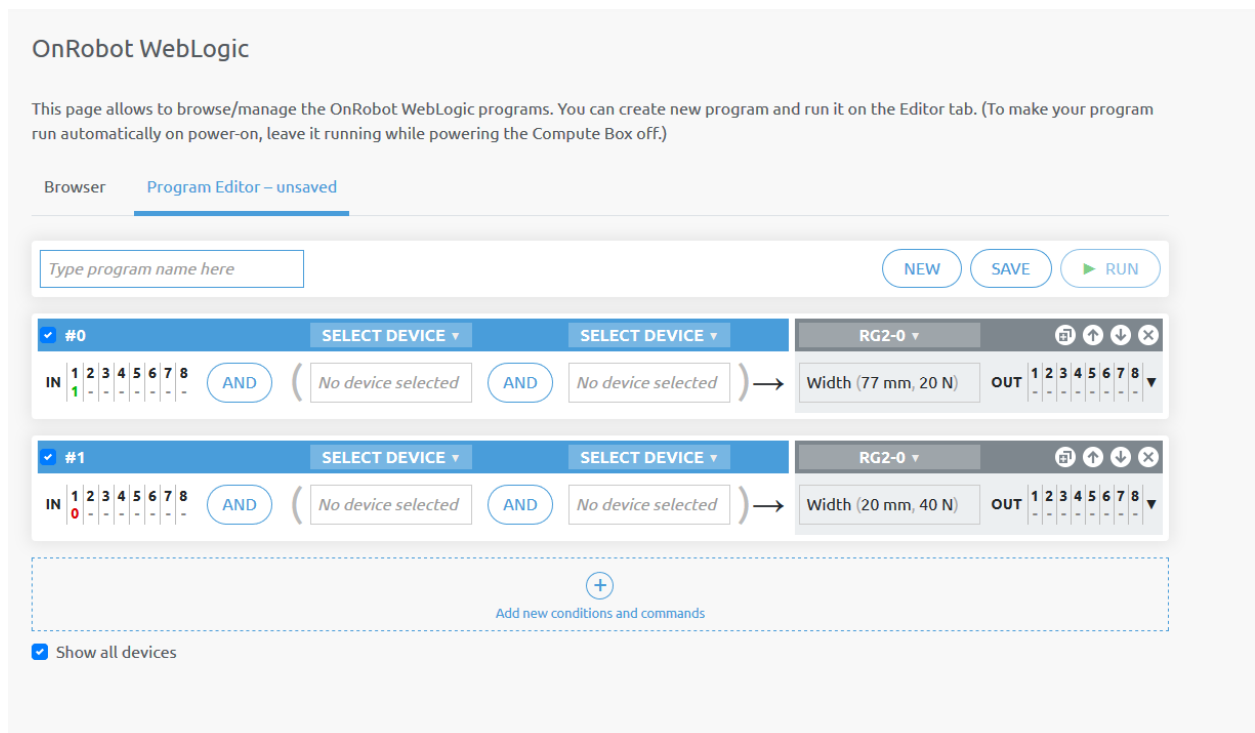 OnRobot WebLogic
This page allows to browse/manage the OnRobot WebLogic programs. You can create new program and run it on the Editor tab. (To make your program
run automatically on power-on, leave it running while powering the Compute Box off.)
Browser Program Editor – unsaved
Type program name here NEW SAVE ▶ RUN
#0 SELECT DEVICE ▾ SELECT DEVICE ▾ RG2-0 ▾
IN 1 2 3 4 5 6 7 8 AND ( No device selected AND No device selected ) → Width (77 mm, 20 N) OUT 1 2 3 4 5 6 7 8 ▼
1 - - - - - - - - - - - - - - -
#1 SELECT DEVICE ▾ SELECT DEVICE ▾ RG2-0 ▾
IN 1 2 3 4 5 6 7 8 AND ( No device selected AND No device selected ) → Width (20 mm, 40 N) OUT 1 2 3 4 5 6 7 8 ▼
0 - - - - - - - - - - - - - - -
+
Add new conditions and commands
Show all devices